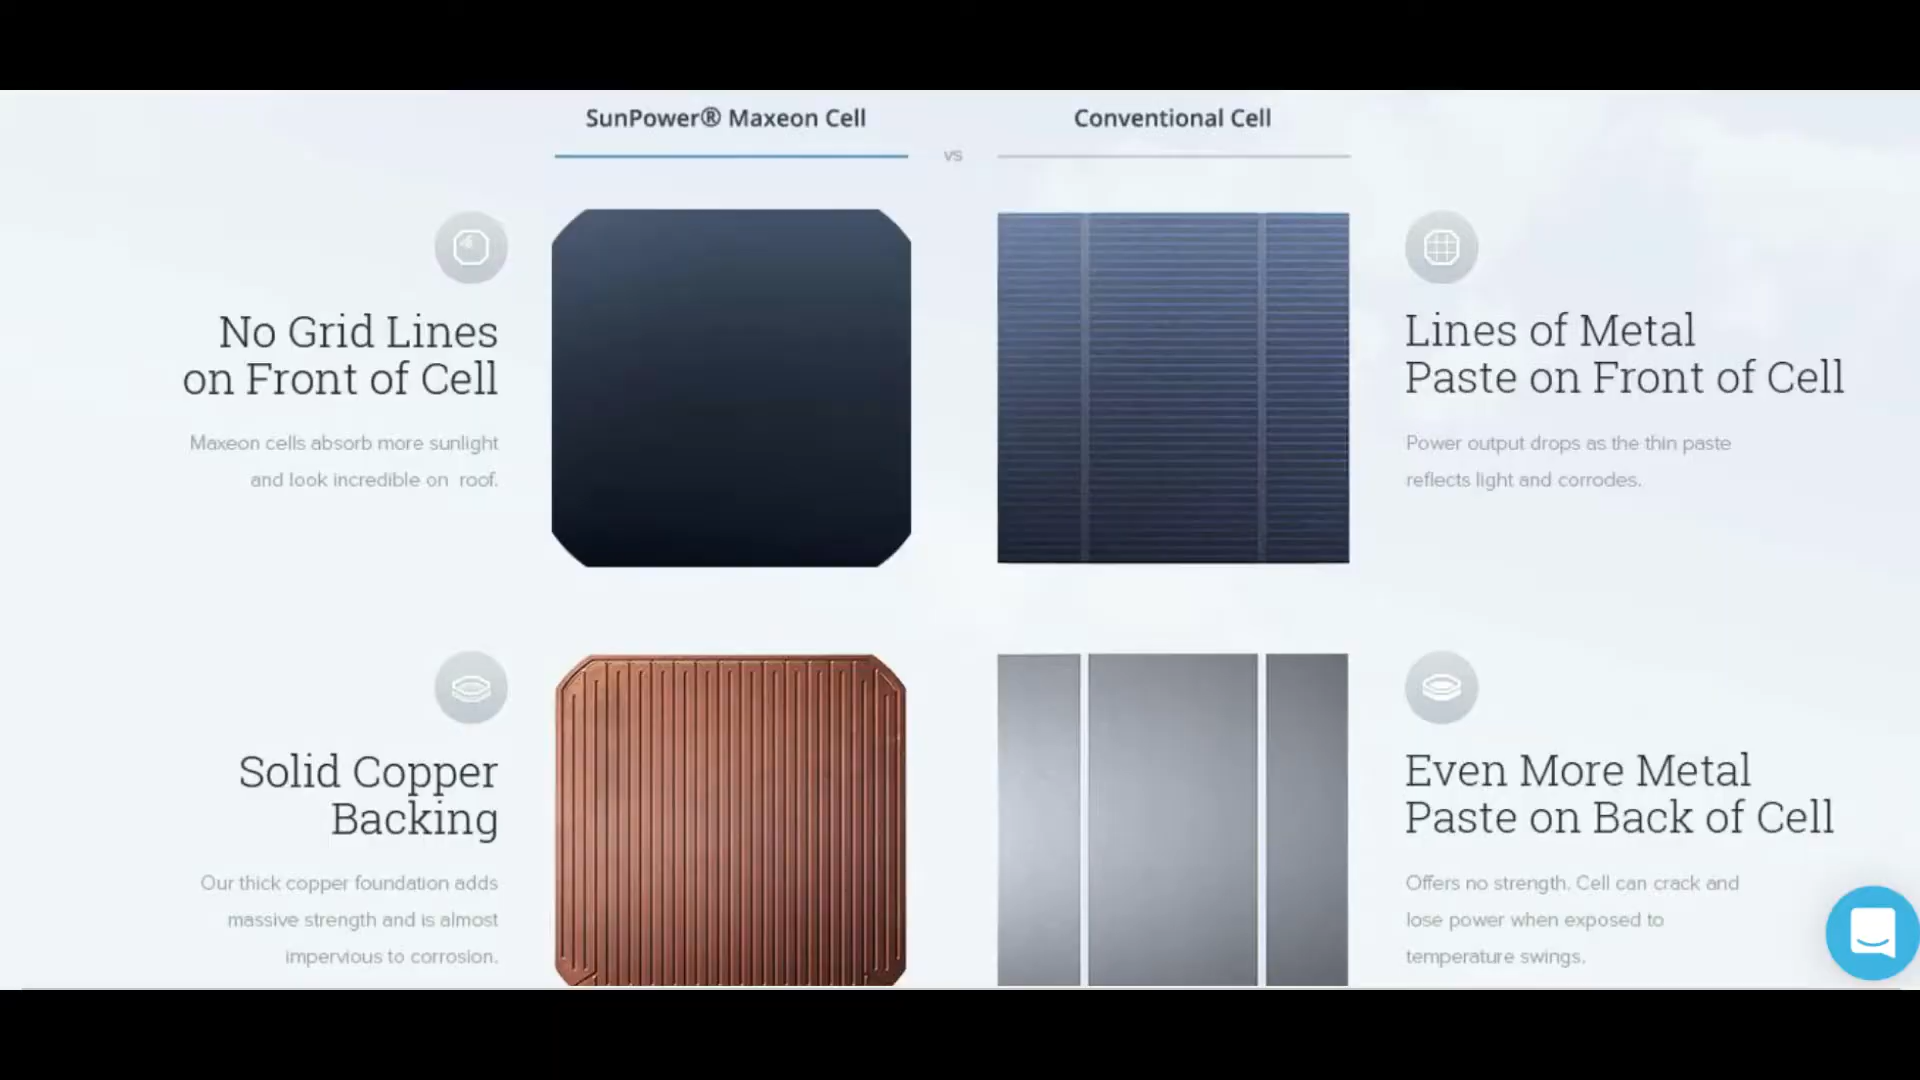 SunPower® Maxeon Cell
vs
Conventional Cell
No Grid Lines
on Front of Cell
Maxeon cells absorb more sunlight
and look incredible on roof.
Lines of Metal
Paste on Front of Cell
Power output drops as the thin paste
reflects light and corrodes.
Solid Copper
Backing
Our thick copper foundation adds
massive strength and is almost
impervious to corrosion.
Even More Metal
Paste on Back of Cell
Offers no strength. Cell can crack and
lose power when exposed to
temperature swings.